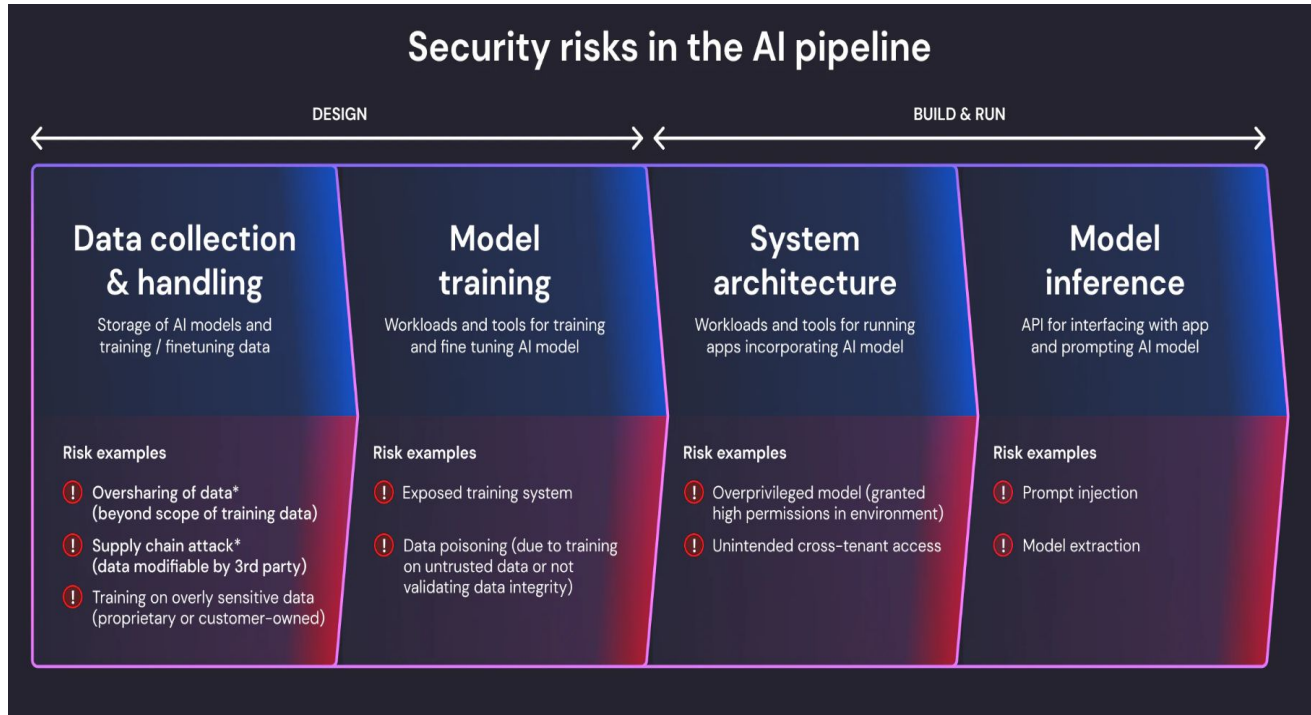 Security risks in the AI pipeline
DESIGN
BUILD & RUN
Data collection
& handling
Storage of AI models and
training / finetuning data
Risk examples
! Oversharing of data*
(beyond scope of training data)
! Supply chain attack*
(data modifiable by 3rd party)
! Training on overly sensitive data
(proprietary or customer-owned)
Model
training
Workloads and tools for training
and fine tuning AI model
Risk examples
! Exposed training system
! Data poisoning (due to training
on untrusted data or not
validating data integrity)
System
architecture
Workloads and tools for running
apps incorporating AI model
Risk examples
! Overprivileged model (granted
high permissions in environment)
! Unintended cross-tenant access
Model
inference
API for interfacing with app
and prompting AI model
Risk examples
! Prompt injection
! Model extraction